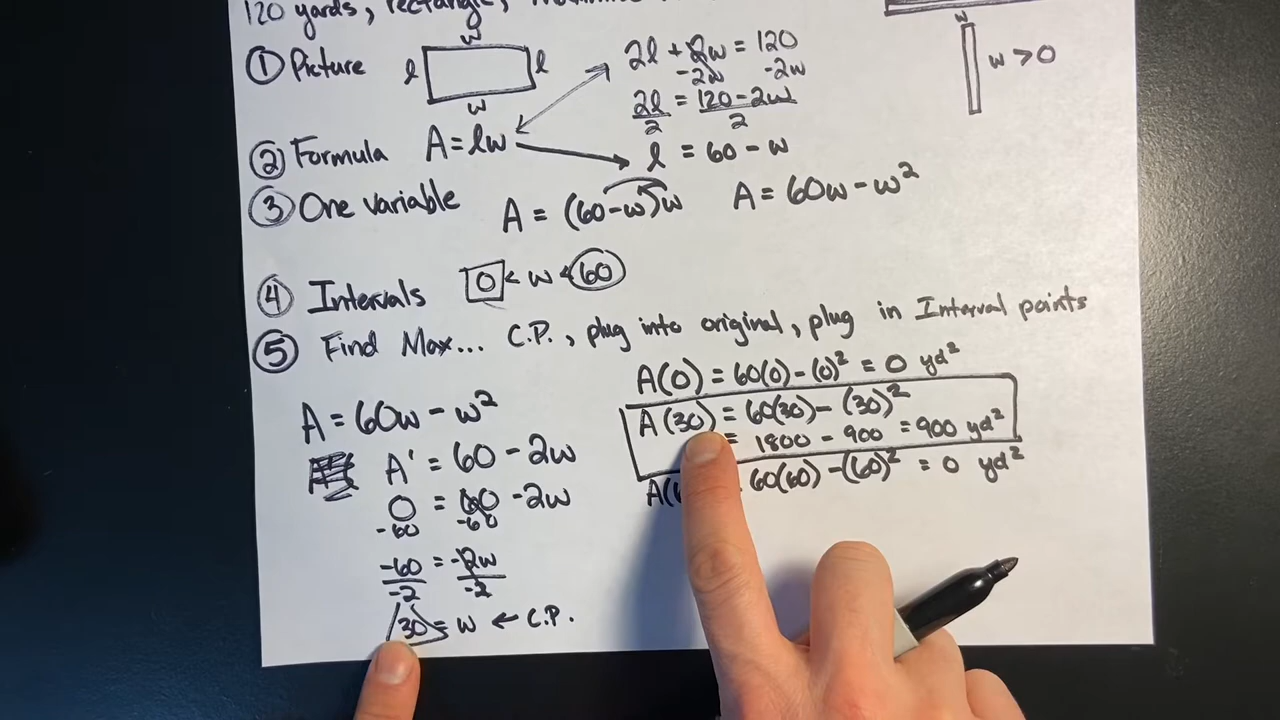 120 yards, rectangle,
① Picture
w
l
l
w
2l + 2w = 120
-2w -2w
2l = 120 - 2w
2 2
l = 60 - w
w
w > 0
② Formula A = lw
③ One variable A = (60-w)w A = 60w - w²
④ Intervals 0 < w < 60
⑤ Find Max... C.P., plug into original, plug in Interval points
A = 60w - w²
A' = 60 - 2w
0 = 60 - 2w
-60 -60
-60 = -2w
-2 -2
30 = w ← C.P.
A(0) = 60(0) - (0)² = 0 yd²
A(30) = 60(30) - (30)²
= 1800 - 900 = 900 yd²
60(60) - (60)² = 0 yd²